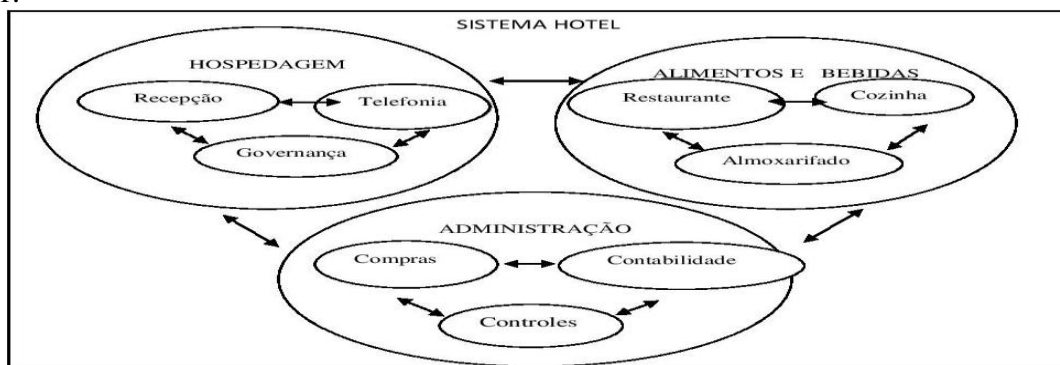 SISTEMA HOTEL
HOSPEDAGEM
Recepção
Telefonia
Governança
ALIMENTOS E BEBIDAS
Restaurante
Cozinha
Almoxarifado
ADMINISTRAÇÃO
Compras
Contabilidade
Controles